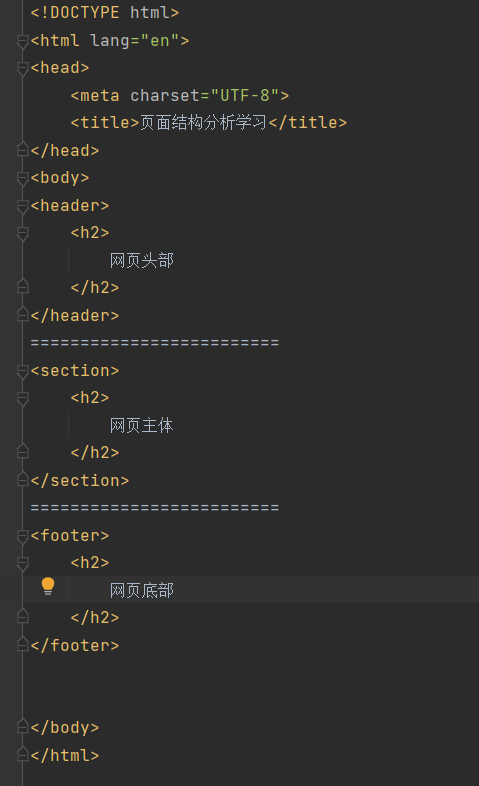 <!DOCTYPE html>
<html lang="en">
<head>
    <meta charset="UTF-8">
    <title>页面结构分析学习</title>
</head>
<body>
<header>
    <h2>
        网页头部
    </h2>
</header>
=========================
<section>
    <h2>
        网页主体
    </h2>
</section>
=========================
<footer>
    <h2>
        网页底部
    </h2>
</footer>
</body>
</html>